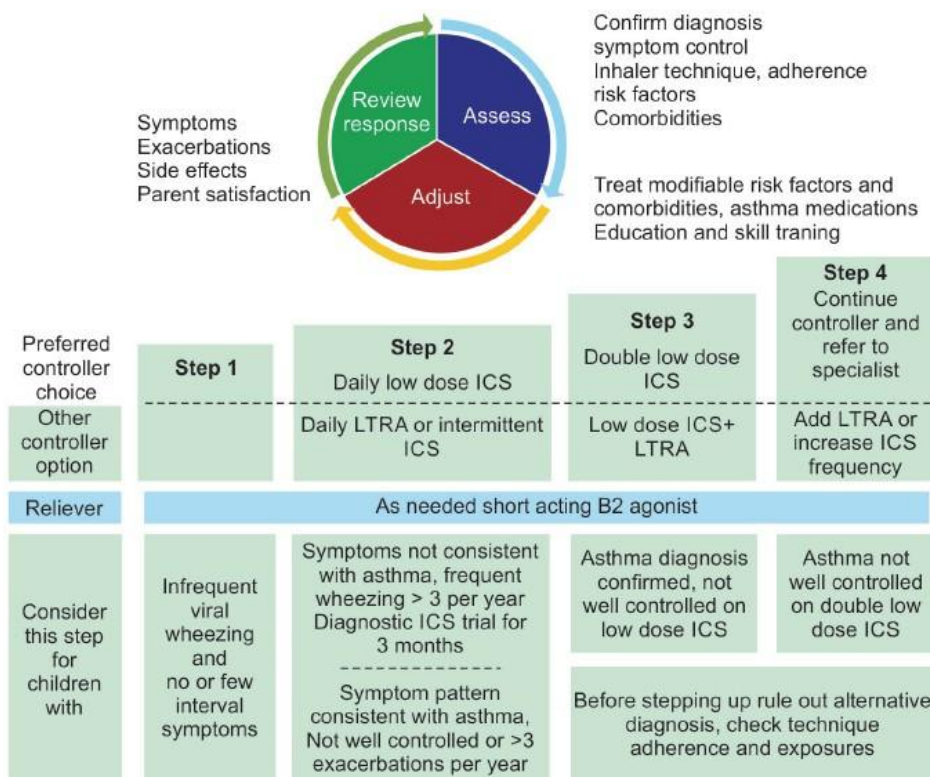 Confirm diagnosis
symptom control
Inhaler technique, adherence
risk factors
Comorbidities
Review
response
Assess
Adjust
Symptoms
Exacerbations
Side effects
Parent satisfaction
Treat modifiable risk factors and
comorbidities, asthma medications
Education and skill traning
Preferred
controller
choice
Step 1
Step 2
Daily low dose ICS
Step 3
Double low dose
ICS
Step 4
Continue
controller and
refer to
specialist
Other
controller
option
Daily LTRA or intermittent
ICS
Low dose ICS+
LTRA
Add LTRA or
increase ICS
frequency
Reliever
As needed short acting B2 agonist
Consider
this step
for
children
with
Infrequent
viral
wheezing
and
no or few
interval
symptoms
Symptoms not consistent
with asthma, frequent
wheezing > 3 per year
Diagnostic ICS trial for
3 months
Symptom pattern
consistent with asthma,
Not well controlled or >3
exacerbations per year
Asthma diagnosis
confirmed, not
well controlled on
low dose ICS
Asthma not
well controlled
on double low
dose ICS
Before stepping up rule out alternative
diagnosis, check technique
adherence and exposures